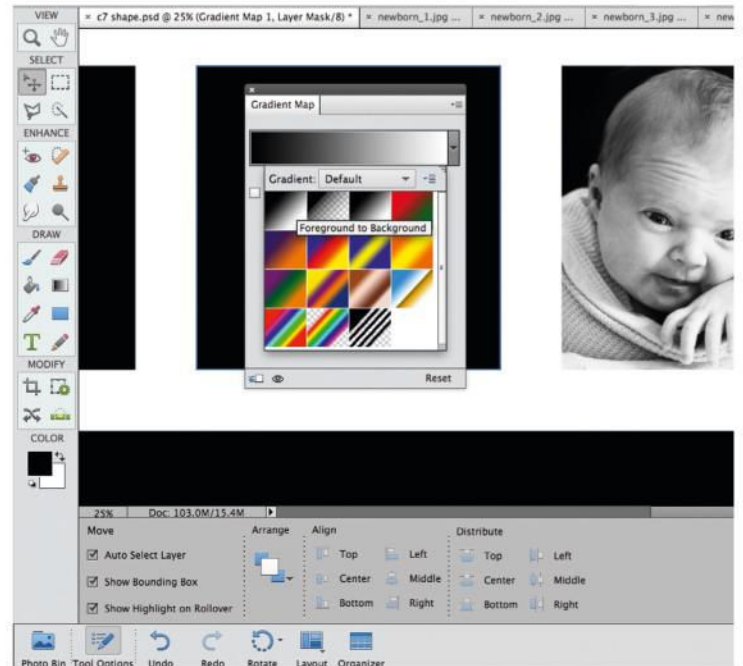 VIEW
× c7 shape.psd @ 25% (Gradient Map 1, Layer Mask/8) * × newborn_1.jpg ... × newborn_2.jpg ... × newborn_3.jpg ... × new
SELECT
ENHANCE
DRAW
T
MODIFY
COLOR
Gradient Map
Gradient: Default
Foreground to Background
Reset
25% Doc: 103.0M/15.4M
Move Arrange Align Distribute
Auto Select Layer Top Left Top Left
Show Bounding Box Center Middle Center Middle
Show Highlight on Rollover Bottom Right Bottom Right
Photo Bin Tool Options Undo Redo Rotate Layout Organizer